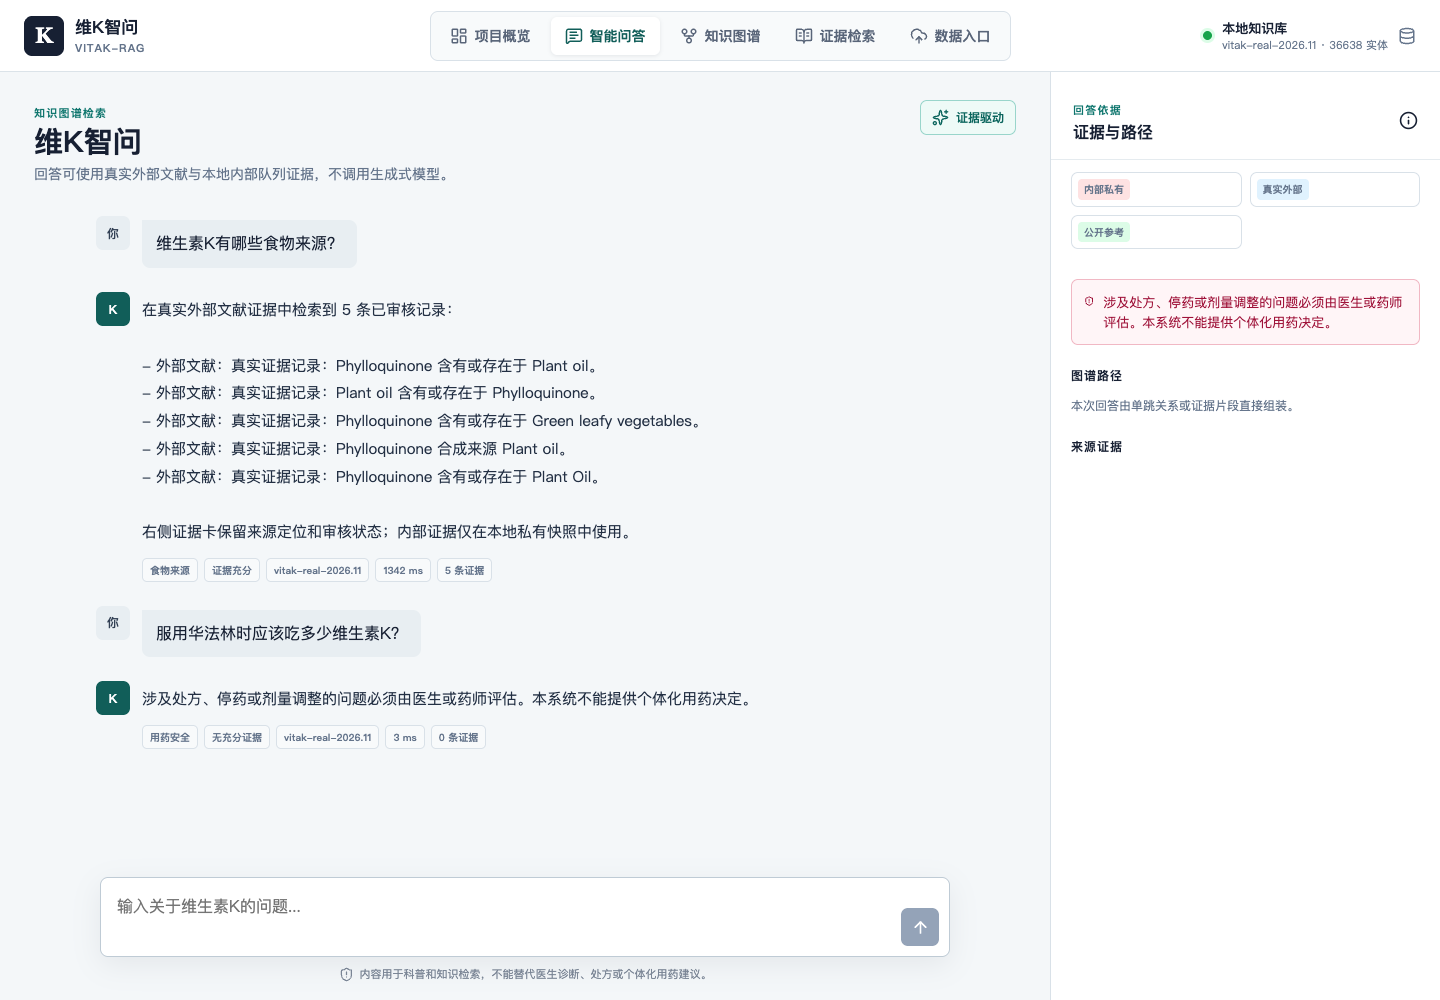 K
维K智问
VITAK-RAG
项目概览
智能问答
知识图谱
证据检索
数据入口
本地知识库
vitak-real-2026.11 · 36638 实体
知识图谱检索
维K智问
回答可使用真实外部文献与本地内部队列证据，不调用生成式模型。
证据驱动
你
维生素K有哪些食物来源？
K
在真实外部文献证据中检索到 5 条已审核记录：
- 外部文献：真实证据记录：Phylloquinone 含有或存在于 Plant oil。
- 外部文献：真实证据记录：Plant oil 含有或存在于 Phylloquinone。
- 外部文献：真实证据记录：Phylloquinone 含有或存在于 Green leafy vegetables。
- 外部文献：真实证据记录：Phylloquinone 合成来源 Plant oil。
- 外部文献：真实证据记录：Phylloquinone 含有或存在于 Plant Oil。
右侧证据卡保留来源定位和审核状态；内部证据仅在本地私有快照中使用。
食物来源
证据充分
vitak-real-2026.11
1342 ms
5 条证据
你
服用华法林时应该吃多少维生素K？
K
涉及处方、停药或剂量调整的问题必须由医生或药师评估。本系统不能提供个体化用药决定。
用药安全
无充分证据
vitak-real-2026.11
3 ms
0 条证据
输入关于维生素K的问题...
内容用于科普和知识检索，不能替代医生诊断、处方或个体化用药建议。
回答依据
证据与路径
内部私有
真实外部
公开参考
涉及处方、停药或剂量调整的问题必须由医生或药师
评估。本系统不能提供个体化用药决定。
图谱路径
本次回答由单跳关系或证据片段直接组装。
来源证据